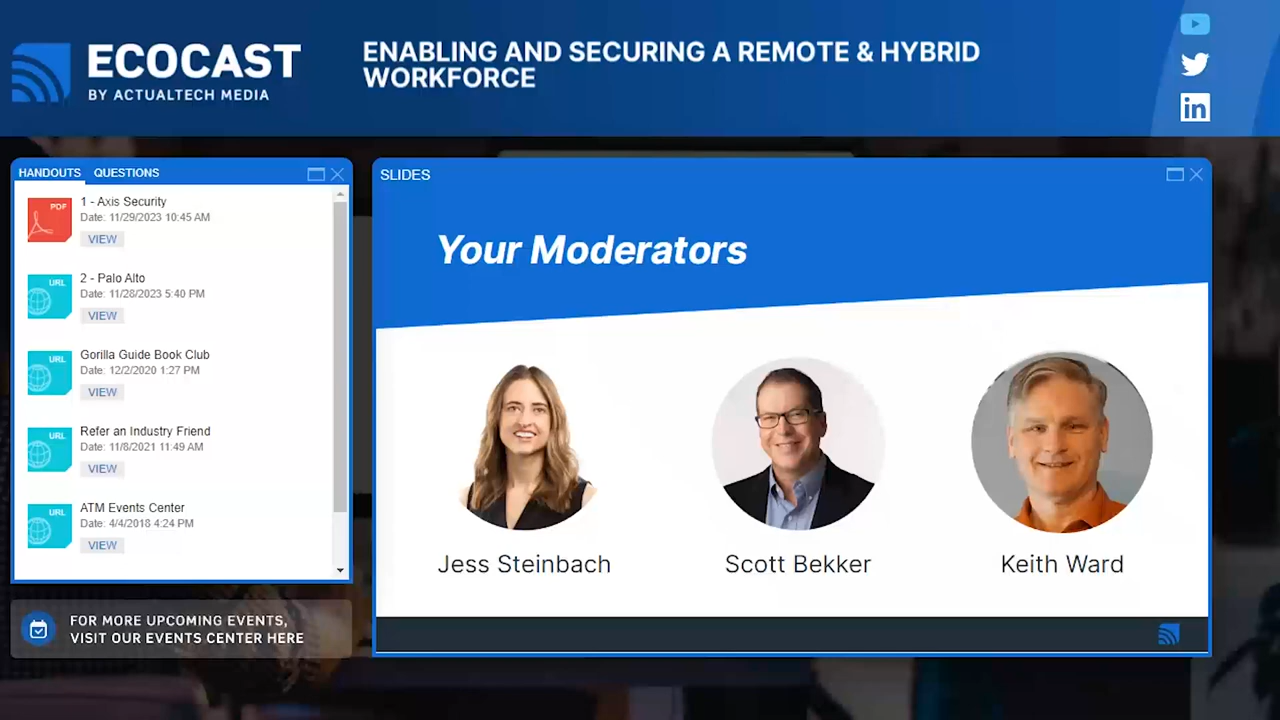 ECOCAST
BY ACTUALTECH MEDIA
ENABLING AND SECURING A REMOTE & HYBRID
WORKFORCE
in
HANDOUTS QUESTIONS
PDF
1 - Axis Security
Date: 11/29/2023 10:45 AM
VIEW
URL
2 - Palo Alto
Date: 11/28/2023 5:40 PM
VIEW
URL
Gorilla Guide Book Club
Date: 12/2/2020 1:27 PM
VIEW
URL
Refer an Industry Friend
Date: 11/8/2021 11:49 AM
VIEW
URL
ATM Events Center
Date: 4/4/2018 4:24 PM
VIEW
FOR MORE UPCOMING EVENTS,
VISIT OUR EVENTS CENTER HERE
SLIDES
Your Moderators
Jess Steinbach
Scott Bekker
Keith Ward